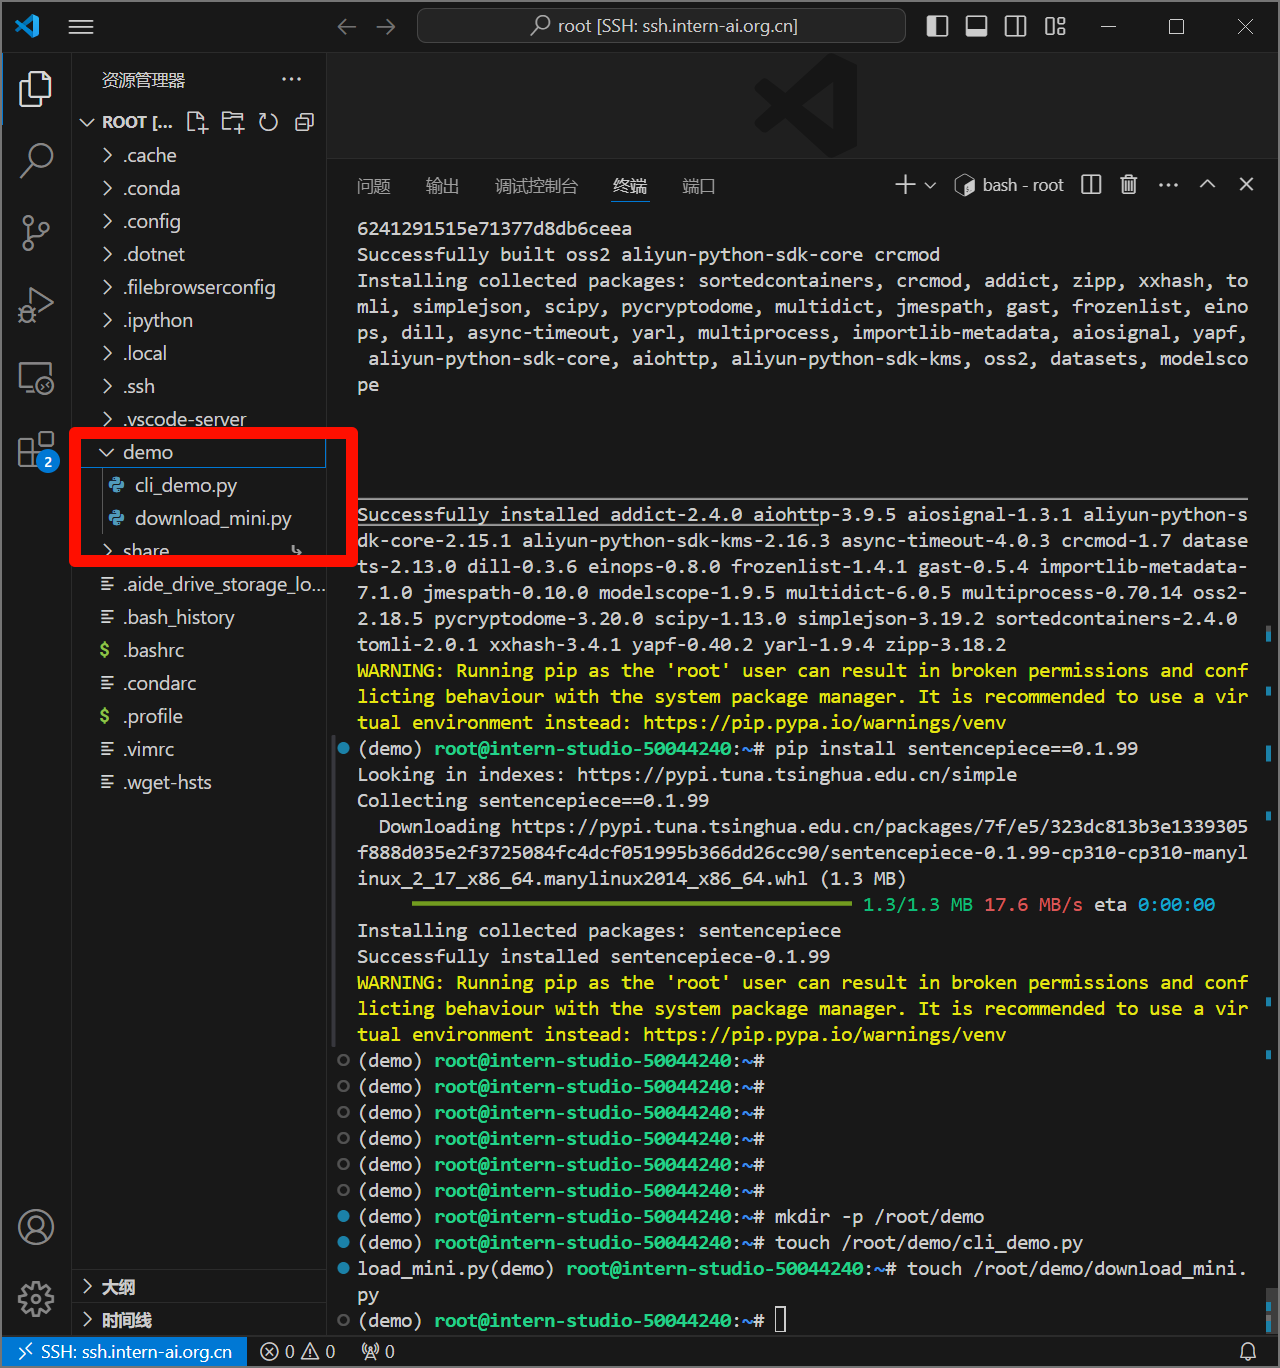 root [SSH: ssh.intern-ai.org.cn]
资源管理器
ROOT [...
.cache
.conda
.config
.dotnet
.filebrowserconfig
.ipython
.local
.ssh
.vscode-server
demo
cli_demo.py
download_mini.py
share
.aide_drive_storage_lo...
.bash_history
$ .bashrc
.condarc
$ .profile
.vimrc
.wget-hsts
2
大纲
时间线
问题 输出 调试控制台 终端 端口
bash - root
6241291515e71377d8db6ceea
Successfully built oss2 aliyun-python-sdk-core crcmod
Installing collected packages: sortedcontainers, crcmod, addict, zipp, xxhash, to
mli, simplejson, scipy, pycryptodome, multidict, jmespath, gast, frozenlist, eino
ps, dill, async-timeout, yarl, multiprocess, importlib-metadata, aiosignal, yapf,
 aliyun-python-sdk-core, aiohttp, aliyun-python-sdk-kms, oss2, datasets, modelsco
pe
Successfully installed addict-2.4.0 aiohttp-3.9.5 aiosignal-1.3.1 aliyun-python-s
dk-core-2.15.1 aliyun-python-sdk-kms-2.16.3 async-timeout-4.0.3 crcmod-1.7 datase
ts-2.13.0 dill-0.3.6 einops-0.8.0 frozenlist-1.4.1 gast-0.5.4 importlib-metadata-
7.1.0 jmespath-0.10.0 modelscope-1.9.5 multidict-6.0.5 multiprocess-0.70.14 oss2-
2.18.5 pycryptodome-3.20.0 scipy-1.13.0 simplejson-3.19.2 sortedcontainers-2.4.0
tomli-2.0.1 xxhash-3.4.1 yapf-0.40.2 yarl-1.9.4 zipp-3.18.2
WARNING: Running pip as the 'root' user can result in broken permissions and conf
licting behaviour with the system package manager. It is recommended to use a vir
tual environment instead: https://pip.pypa.io/warnings/venv
(demo) root@intern-studio-50044240:~# pip install sentencepiece==0.1.99
Looking in indexes: https://pypi.tuna.tsinghua.edu.cn/simple
Collecting sentencepiece==0.1.99
  Downloading https://pypi.tuna.tsinghua.edu.cn/packages/7f/e5/323dc813b3e1339305
f888d035e2f3725084fc4dcf051995b366dd26cc90/sentencepiece-0.1.99-cp310-cp310-manyl
inux_2_17_x86_64.manylinux2014_x86_64.whl (1.3 MB)
1.3/1.3 MB 17.6 MB/s eta 0:00:00
Installing collected packages: sentencepiece
Successfully installed sentencepiece-0.1.99
WARNING: Running pip as the 'root' user can result in broken permissions and conf
licting behaviour with the system package manager. It is recommended to use a vir
tual environment instead: https://pip.pypa.io/warnings/venv
(demo) root@intern-studio-50044240:~#
(demo) root@intern-studio-50044240:~#
(demo) root@intern-studio-50044240:~#
(demo) root@intern-studio-50044240:~#
(demo) root@intern-studio-50044240:~#
(demo) root@intern-studio-50044240:~#
(demo) root@intern-studio-50044240:~# mkdir -p /root/demo
(demo) root@intern-studio-50044240:~# touch /root/demo/cli_demo.py
load_mini.py(demo) root@intern-studio-50044240:~# touch /root/demo/download_mini.
py
(demo) root@intern-studio-50044240:~#
SSH: ssh.intern-ai.org.cn 0 0 0